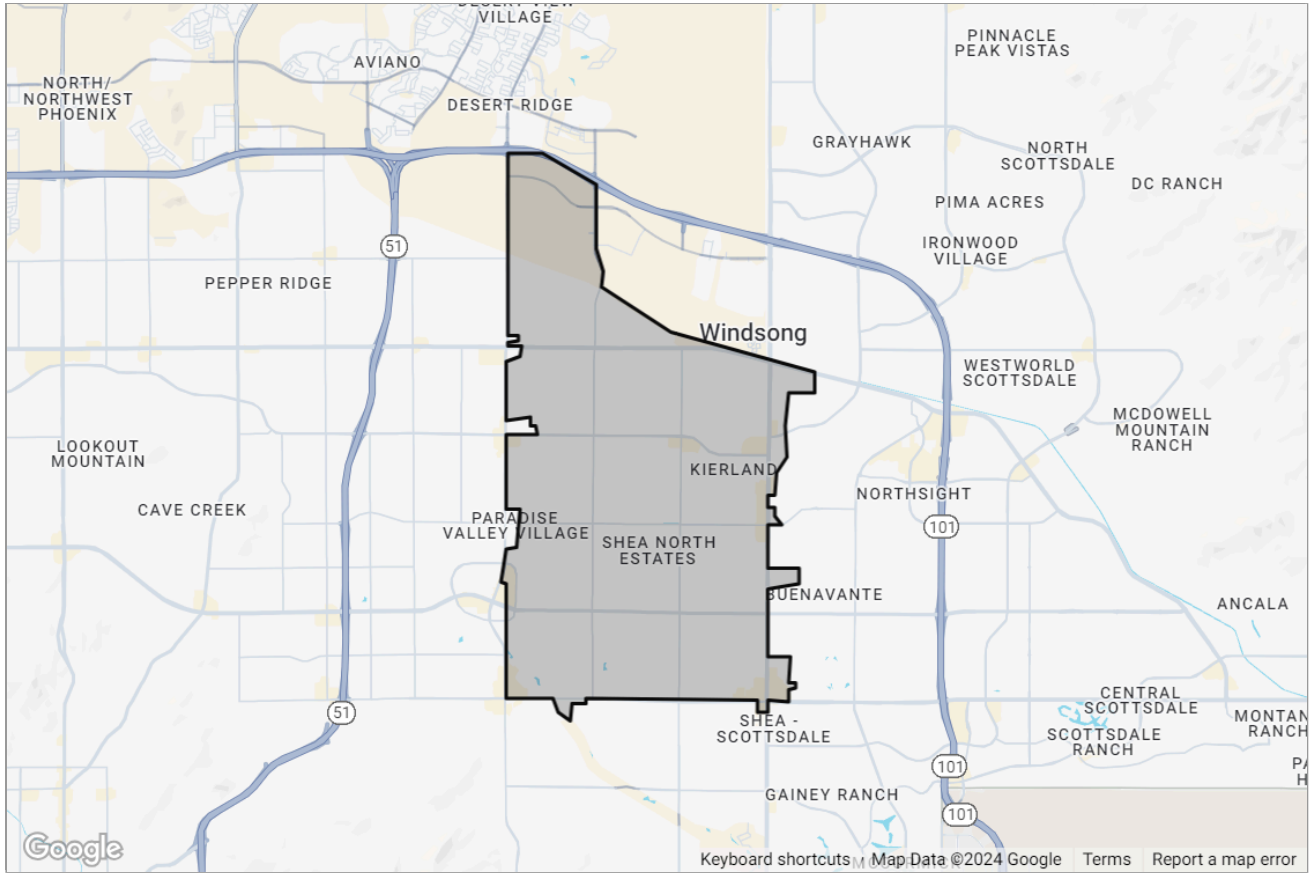 DESERT VIEW
VILLAGE
PINNACLE
PEAK VISTAS
AVIANO
NORTH/
NORTHWEST
PHOENIX
DESERT RIDGE
GRAYHAWK
NORTH
SCOTTSDALE
DC RANCH
PIMA ACRES
51
IRONWOOD
VILLAGE
PEPPER RIDGE
Windsong
WESTWORLD
SCOTTSDALE
MCDOWELL
MOUNTAIN
RANCH
LOOKOUT
MOUNTAIN
KIERLAND
NORTHSIGHT
CAVE CREEK
PARADISE
VALLEY VILLAGE
101
SHEA NORTH
ESTATES
BUENAVANTE
ANCALA
CENTRAL
SCOTTSDALE
51
SHEA -
SCOTTSDALE
MONTAN
RANCH
SCOTTSDALE
RANCH
101
PA
H
GAINEY RANCH
101
Google
Keyboard shortcuts
Map Data ©2024 Google
Terms
Report a map error